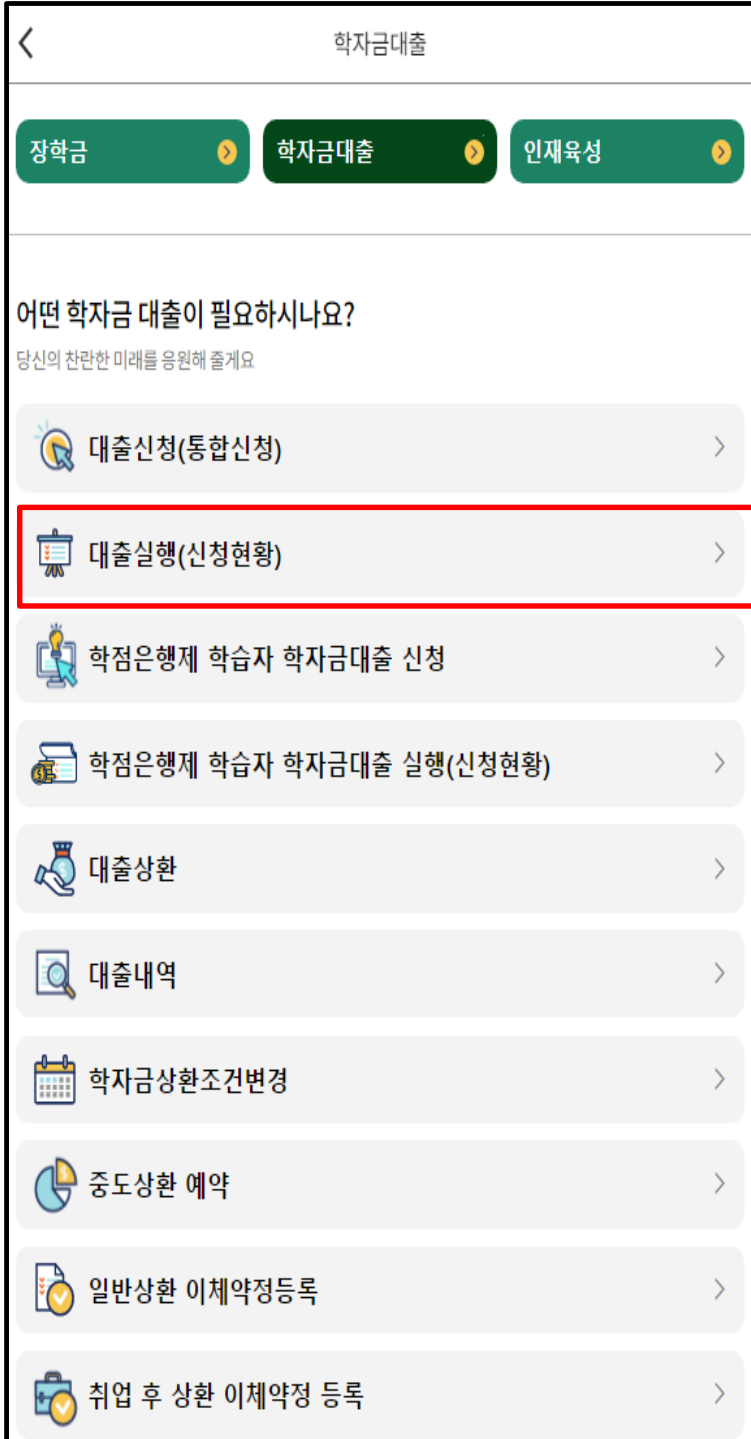 학자금대출
장학금
학자금대출
인재육성
어떤 학자금 대출이 필요하시나요?
당신의 찬란한 미래를 응원해 줄게요
대출신청(통합신청)
대출실행(신청현황)
학점은행제 학습자 학자금대출 신청
학점은행제 학습자 학자금대출 실행(신청현황)
대출상환
대출내역
학자금상환조건변경
중도상환 예약
일반상환 이체약정등록
취업 후 상환 이체약정 등록